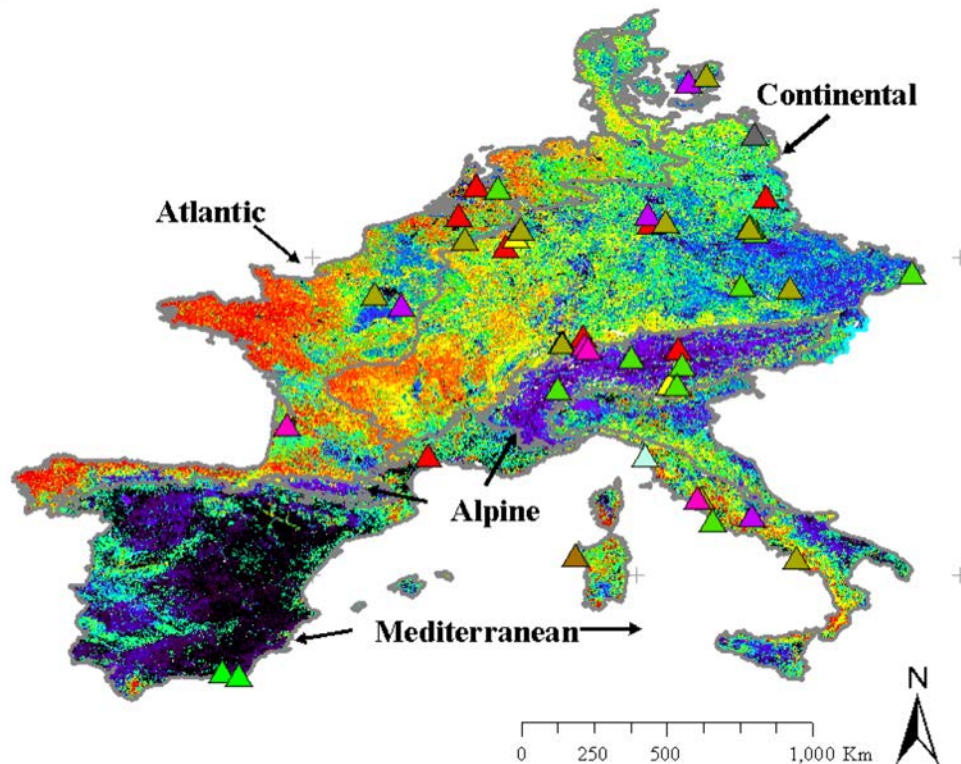 Continental
Atlantic
Alpine
Mediterranean
N
0 250 500 1,000 Km